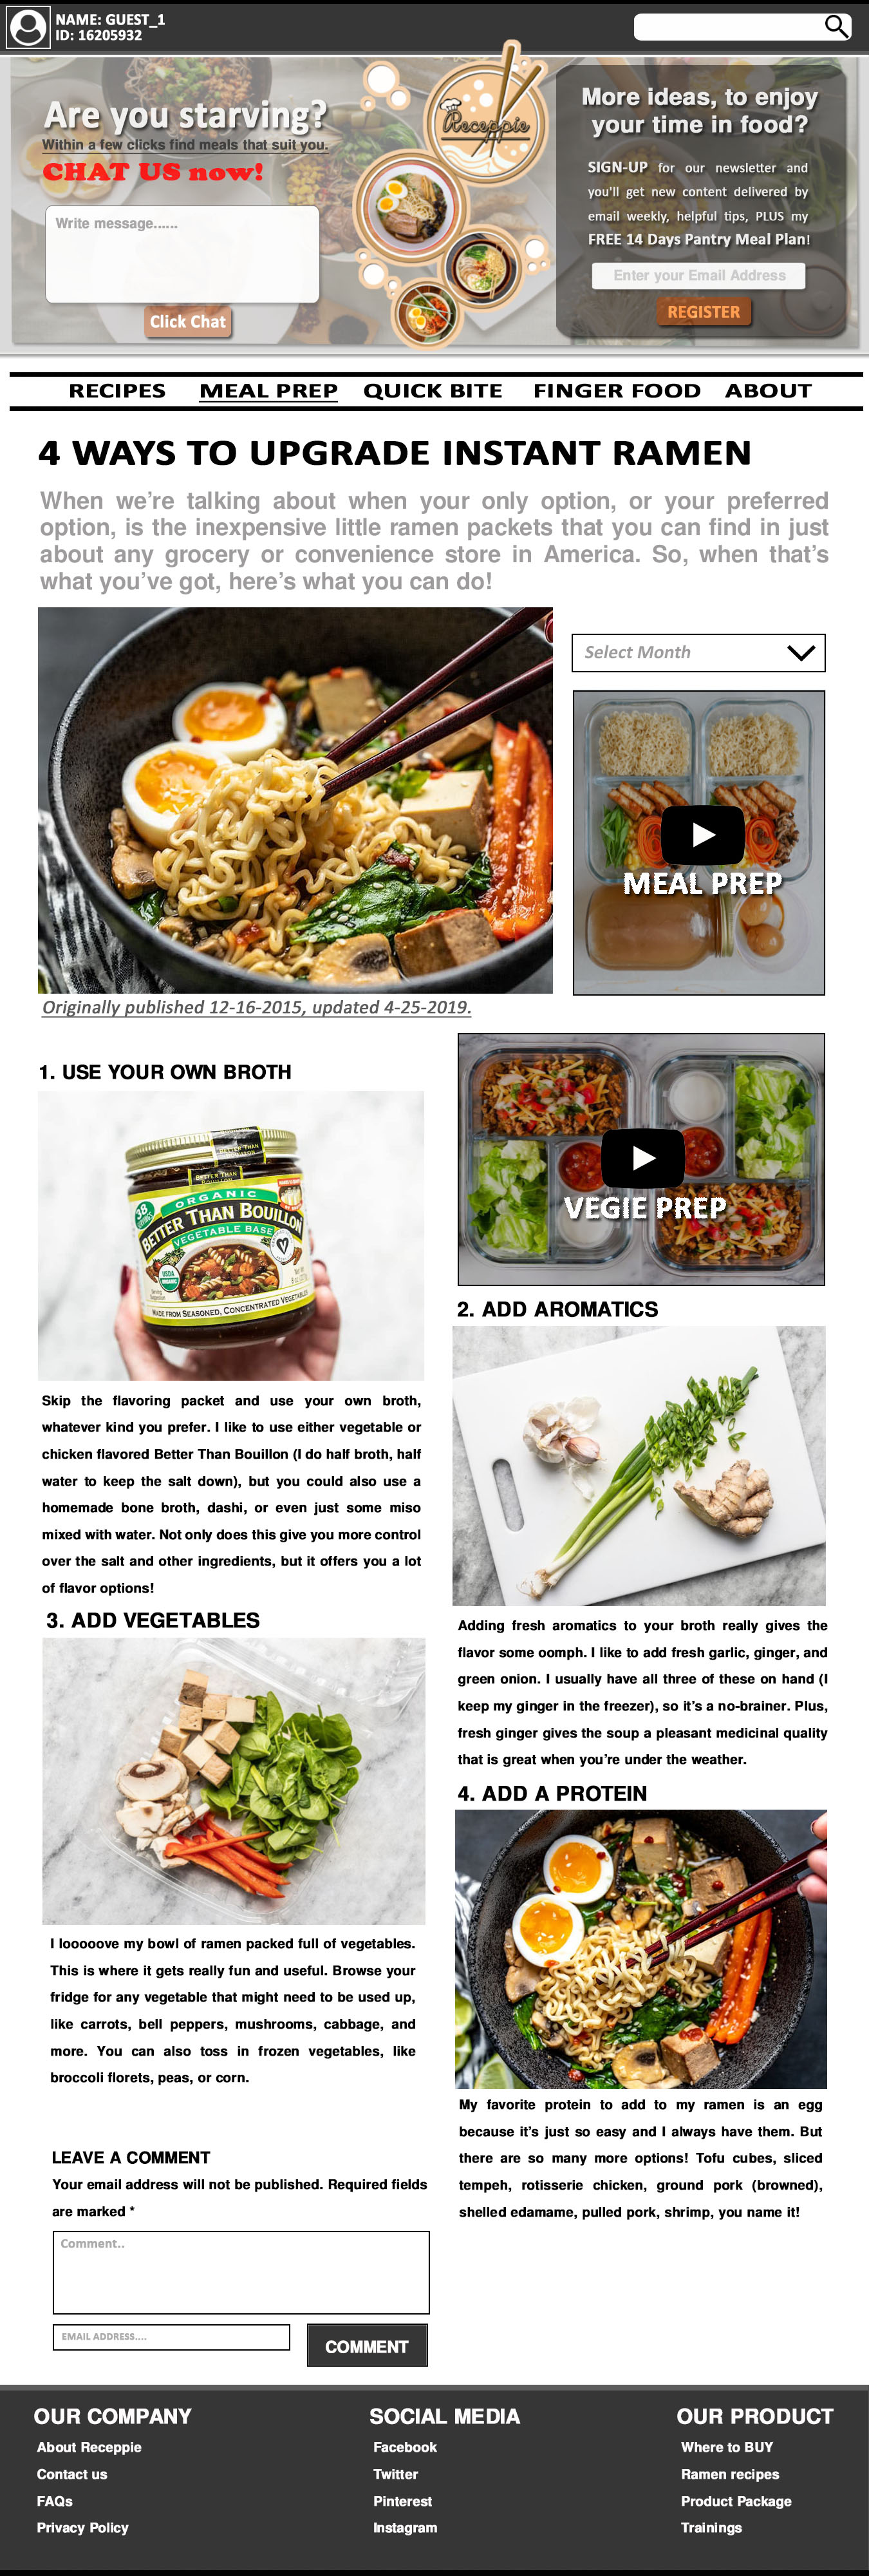 NAME: GUEST_1
ID: 16205932
Are you starving?
Within a few clicks find meals that suit you.
CHAT US now!
Write message......
Click Chat
Receppie
More ideas, to enjoy
your time in food?
SIGN-UP for our newsletter and
you'll get new content delivered by
email weekly, helpful tips, PLUS my
FREE 14 Days Pantry Meal Plan!
Enter your Email Address
REGISTER
RECIPES MEAL PREP QUICK BITE FINGER FOOD ABOUT
4 WAYS TO UPGRADE INSTANT RAMEN
When we're talking about when your only option, or your preferred
option, is the inexpensive little ramen packets that you can find in just
about any grocery or convenience store in America. So, when that's
what you've got, here's what you can do!
Select Month
MEAL PREP
Originally published 12-16-2015, updated 4-25-2019.
1. USE YOUR OWN BROTH
BETTER THAN
BOUILLON
BETTER THAN
ORGANIC
BETTER THAN BOUILLON
VEGETABLE BASE
38
USDA
ORGANIC
MADE FROM SEASONED, CONCENTRATED VEGETABLES
Skip the flavoring packet and use your own broth,
whatever kind you prefer. I like to use either vegetable or
chicken flavored Better Than Bouillon (I do half broth, half
water to keep the salt down), but you could also use a
homemade bone broth, dashi, or even just some miso
mixed with water. Not only does this give you more control
over the salt and other ingredients, but it offers you a lot
of flavor options!
VEGIE PREP
2. ADD AROMATICS
Adding fresh aromatics to your broth really gives the
flavor some oomph. I like to add fresh garlic, ginger, and
green onion. I usually have all three of these on hand (I
keep my ginger in the freezer), so it's a no-brainer. Plus,
fresh ginger gives the soup a pleasant medicinal quality
that is great when you're under the weather.
3. ADD VEGETABLES
I looooove my bowl of ramen packed full of vegetables.
This is where it gets really fun and useful. Browse your
fridge for any vegetable that might need to be used up,
like carrots, bell peppers, mushrooms, cabbage, and
more. You can also toss in frozen vegetables, like
broccoli florets, peas, or corn.
4. ADD A PROTEIN
My favorite protein to add to my ramen is an egg
because it's just so easy and I always have them. But
there are so many more options! Tofu cubes, sliced
tempeh, rotisserie chicken, ground pork (browned),
shelled edamame, pulled pork, shrimp, you name it!
LEAVE A COMMENT
Your email address will not be published. Required fields
are marked *
Comment..
EMAIL ADDRESS....
COMMENT
OUR COMPANY
About Receppie
Contact us
FAQs
Privacy Policy
SOCIAL MEDIA
Facebook
Twitter
Pinterest
Instagram
OUR PRODUCT
Where to BUY
Ramen recipes
Product Package
Trainings